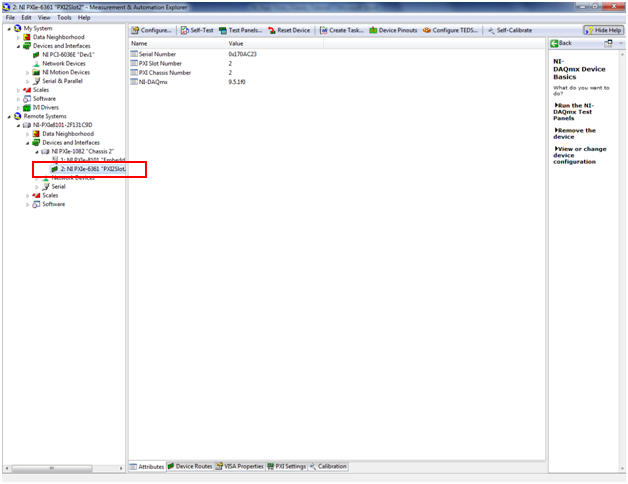 2: NI PXIe-6361 "PXI2Slot2" - Measurement & Automation Explorer
File Edit View Tools Help
My System
Data Neighborhood
Devices and Interfaces
NI PCI-6036E "Dev1"
Network Devices
NI Motion Devices
Serial & Parallel
Scales
Software
IVI Drivers
Remote Systems
NI-PXIe8101-2F131C9D
Data Neighborhood
Devices and Interfaces
NI PXIe-1082 "Chassis 2"
1: NI PXIe-8101 "Embedd
2: NI PXIe-6361 "PXI2Slot.
Network Devices
Serial
Scales
Software
Configure... Self-Test Test Panels... Reset Device Create Task... Device Pinouts Configure TEDS... Self-Calibrate Hide Help
Name Value
Serial Number 0x170AC23
PXI Slot Number 2
PXI Chassis Number 2
NI-DAQmx 9.5.1f0
Attributes Device Routes VISA Properties PXI Settings Calibration
Back
NI-
DAQmx Device
Basics
What do you want to
do?
Run the NI-
DAQmx Test
Panels
Remove the
device
View or change
device
configuration